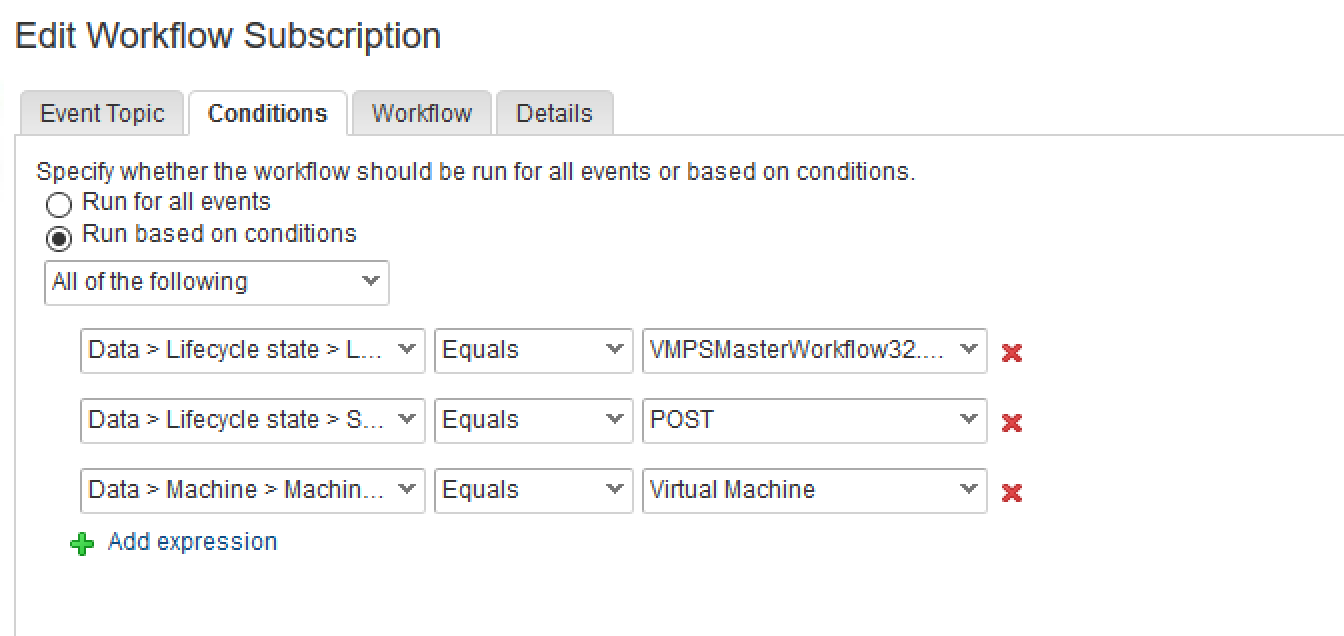 Edit Workflow Subscription
Event Topic Conditions Workflow Details
Specify whether the workflow should be run for all events or based on conditions.
Run for all events
Run based on conditions
All of the following
Data > Lifecycle state > L... Equals VMPSMasterWorkflow32....
Data > Lifecycle state > S... Equals POST
Data > Machine > Machin... Equals Virtual Machine
Add expression